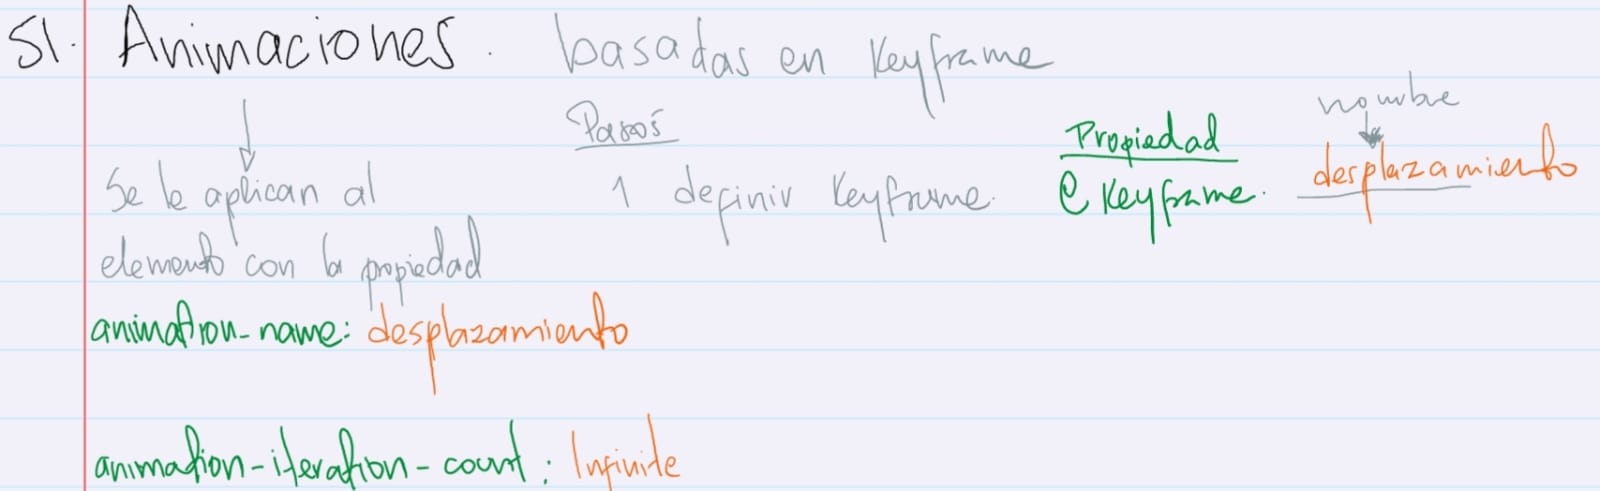 51. Animaciones. basadas en Keyframe
Pasos
nombre
Propiedad
Se le aplican al
1 definir Keyframe.
@ Keyframe.
desplazamiento
elemento con la propiedad
animation-name: desplazamiento
animation-iteration-count: Infinite